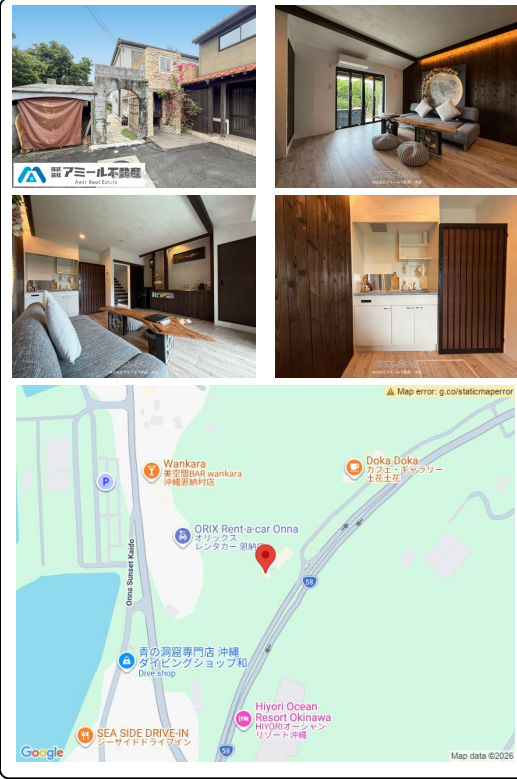 株式
会社 アミール不動産
Amir Real Estate
Map error: g.co/staticmaperror
Wankara
美空間BAR wankara
沖縄恩納村店
Doka Doka
カフェ・ギャラリー
土花土花
P
ORIX Rent-a-car Onna
オリックス
レンタカー 恩納
Onna Sunset Kaido
58
青の洞窟専門店 沖縄
ダイビングショップ和
Dive shop
Hiyori Ocean
Resort Okinawa
HIYORIオーシャン
リゾート沖縄
SEA SIDE DRIVE-IN
シーサイドドライブイン
58
Google
Map data ©2026